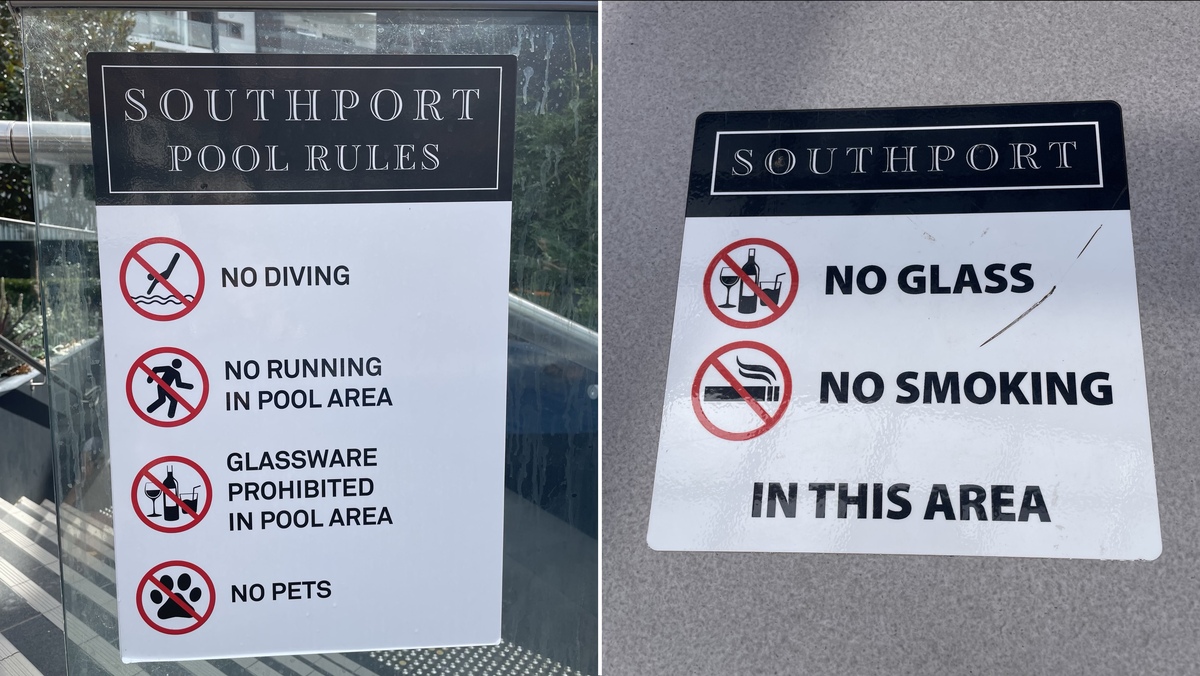 SOUTHPORT
POOL RULES
NO DIVING
NO RUNNING
IN POOL AREA
GLASSWARE
PROHIBITED
IN POOL AREA
NO PETS
SOUTHPORT
NO GLASS
NO SMOKING
IN THIS AREA